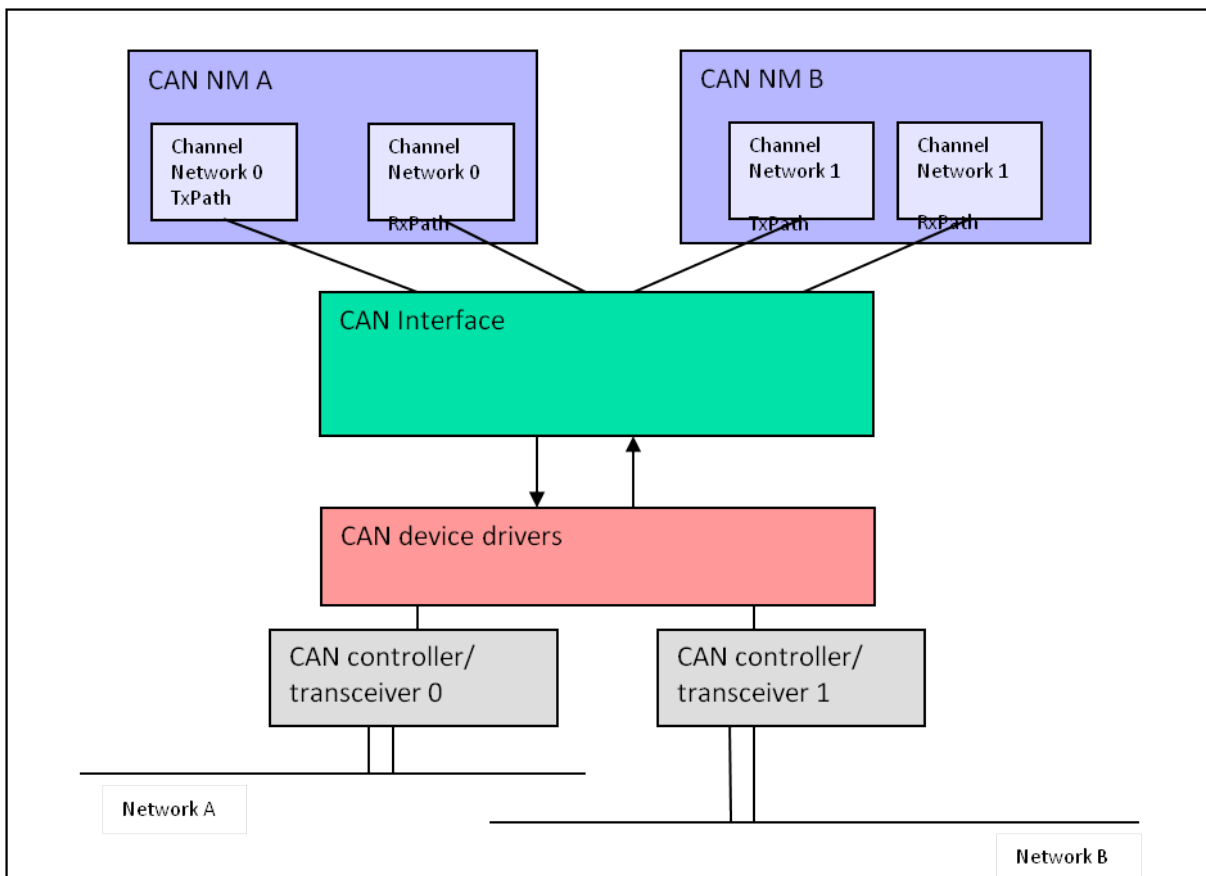 CAN NM A
Channel
Network 0
TxPath
Channel
Network 0
RxPath
CAN NM B
Channel
Network 1
TxPath
Channel
Network 1
RxPath
CAN Interface
CAN device drivers
CAN controller/
transceiver 0
CAN controller/
transceiver 1
Network A
Network B